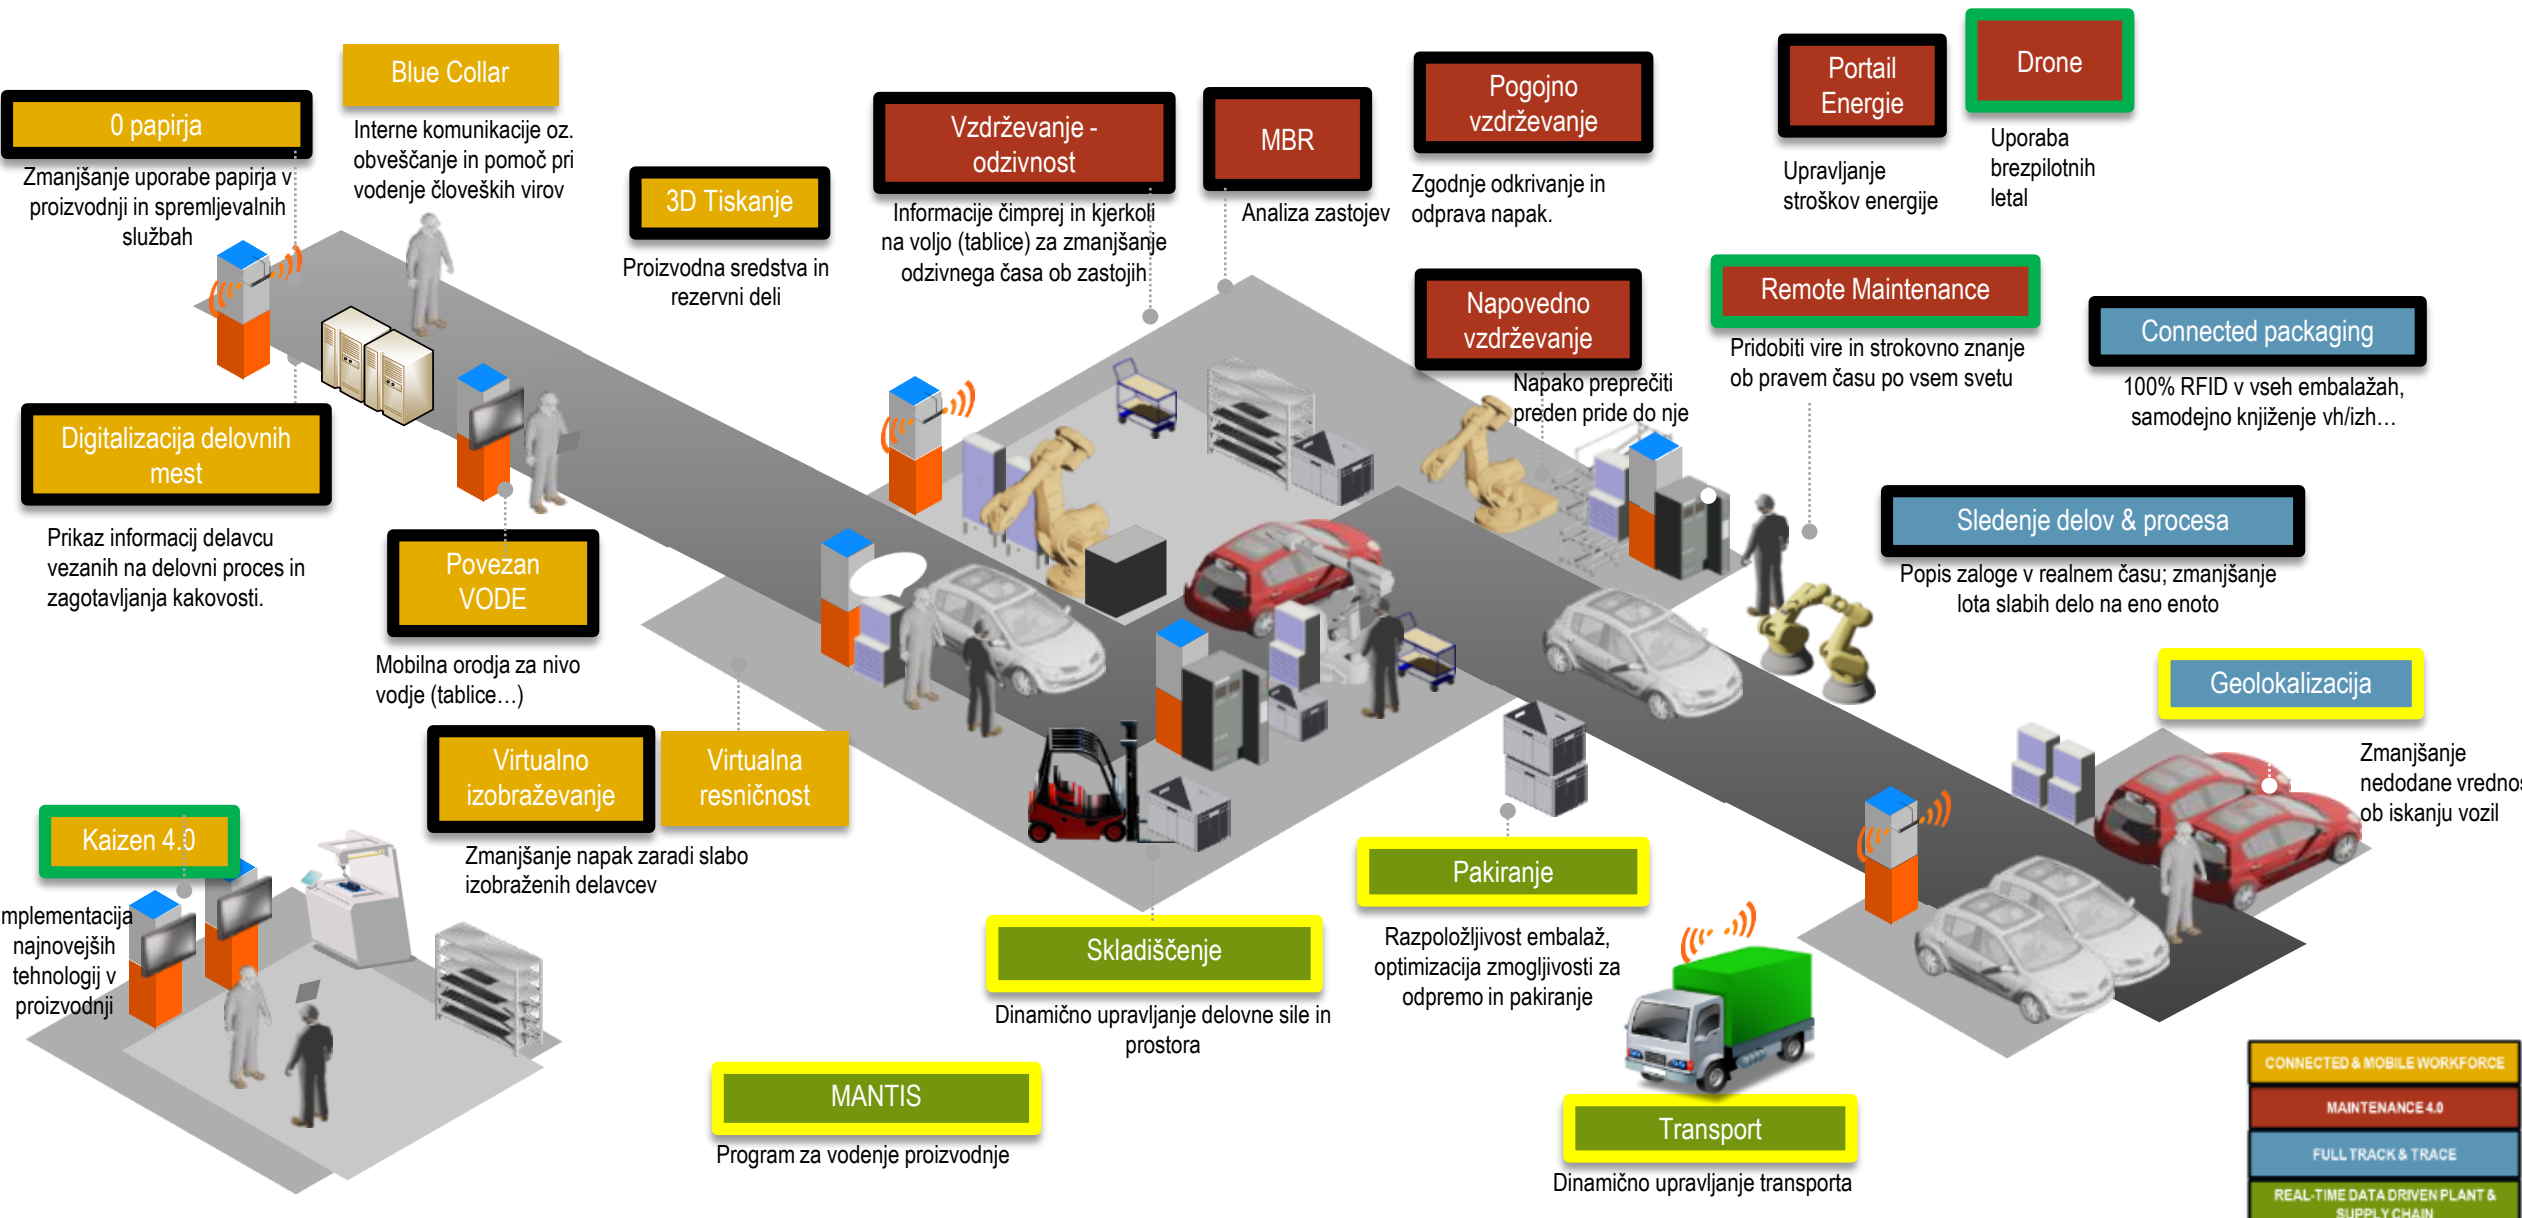 0 papirja
Zmanjšanje uporabe papirja v
proizvodnji in spremljevalnih
službah
Blue Collar
Interne komunikacije oz.
obveščanje in pomoč pri
vodenje človeških virov
3D Tiskanje
Proizvodna sredstva in
rezervni deli
Vzdrževanje -
odzivnost
Informacije čimprej in kjerkoli
na voljo (tablice) za zmanjšanje
odzivnega časa ob zastojih
MBR
Analiza zastojev
Pogojno
vzdrževanje
Zgodnje odkrivanje in
odprava napak.
Portail
Energie
Upravljanje
stroškov energije
Drone
Uporaba
brezpilotnih
letal
Napovedno
vzdrževanje
Napako preprečiti
preden pride do nje
Remote Maintenance
Pridobiti vire in strokovno znanje
ob pravem času po vsem svetu
Connected packaging
100% RFID v vseh embalažah,
samodejno knjiženje vh/izh…
Digitalizacija delovnih
mest
Prikaz informacij delavcu
vezanih na delovni proces in
zagotavljanja kakovosti.
Povezan
VODE
Mobilna orodja za nivo
vodje (tablice…)
Sledenje delov & procesa
Popis zaloge v realnem času; zmanjšanje
lota slabih delo na eno enoto
Geolokalizacija
Zmanjšanje
nedodane vrednos
ob iskanju vozil
Virtualno
izobraževanje
Virtualna
resničnost
Zmanjšanje napak zaradi slabo
izobraženih delavcev
Kaizen 4.0
mplementacija
najnovejših
tehnologij v
proizvodnji
Pakiranje
Razpoložljivost embalaž,
optimizacija zmogljivosti za
odpremo in pakiranje
Skladiščenje
Dinamično upravljanje delovne sile in
prostora
MANTIS
Program za vodenje proizvodnje
Transport
Dinamično upravljanje transporta
CONNECTED & MOBILE WORKFORCE
MAINTENANCE 4.0
FULL TRACK & TRACE
REAL-TIME DATA DRIVEN PLANT &
SUPPLY CHAIN